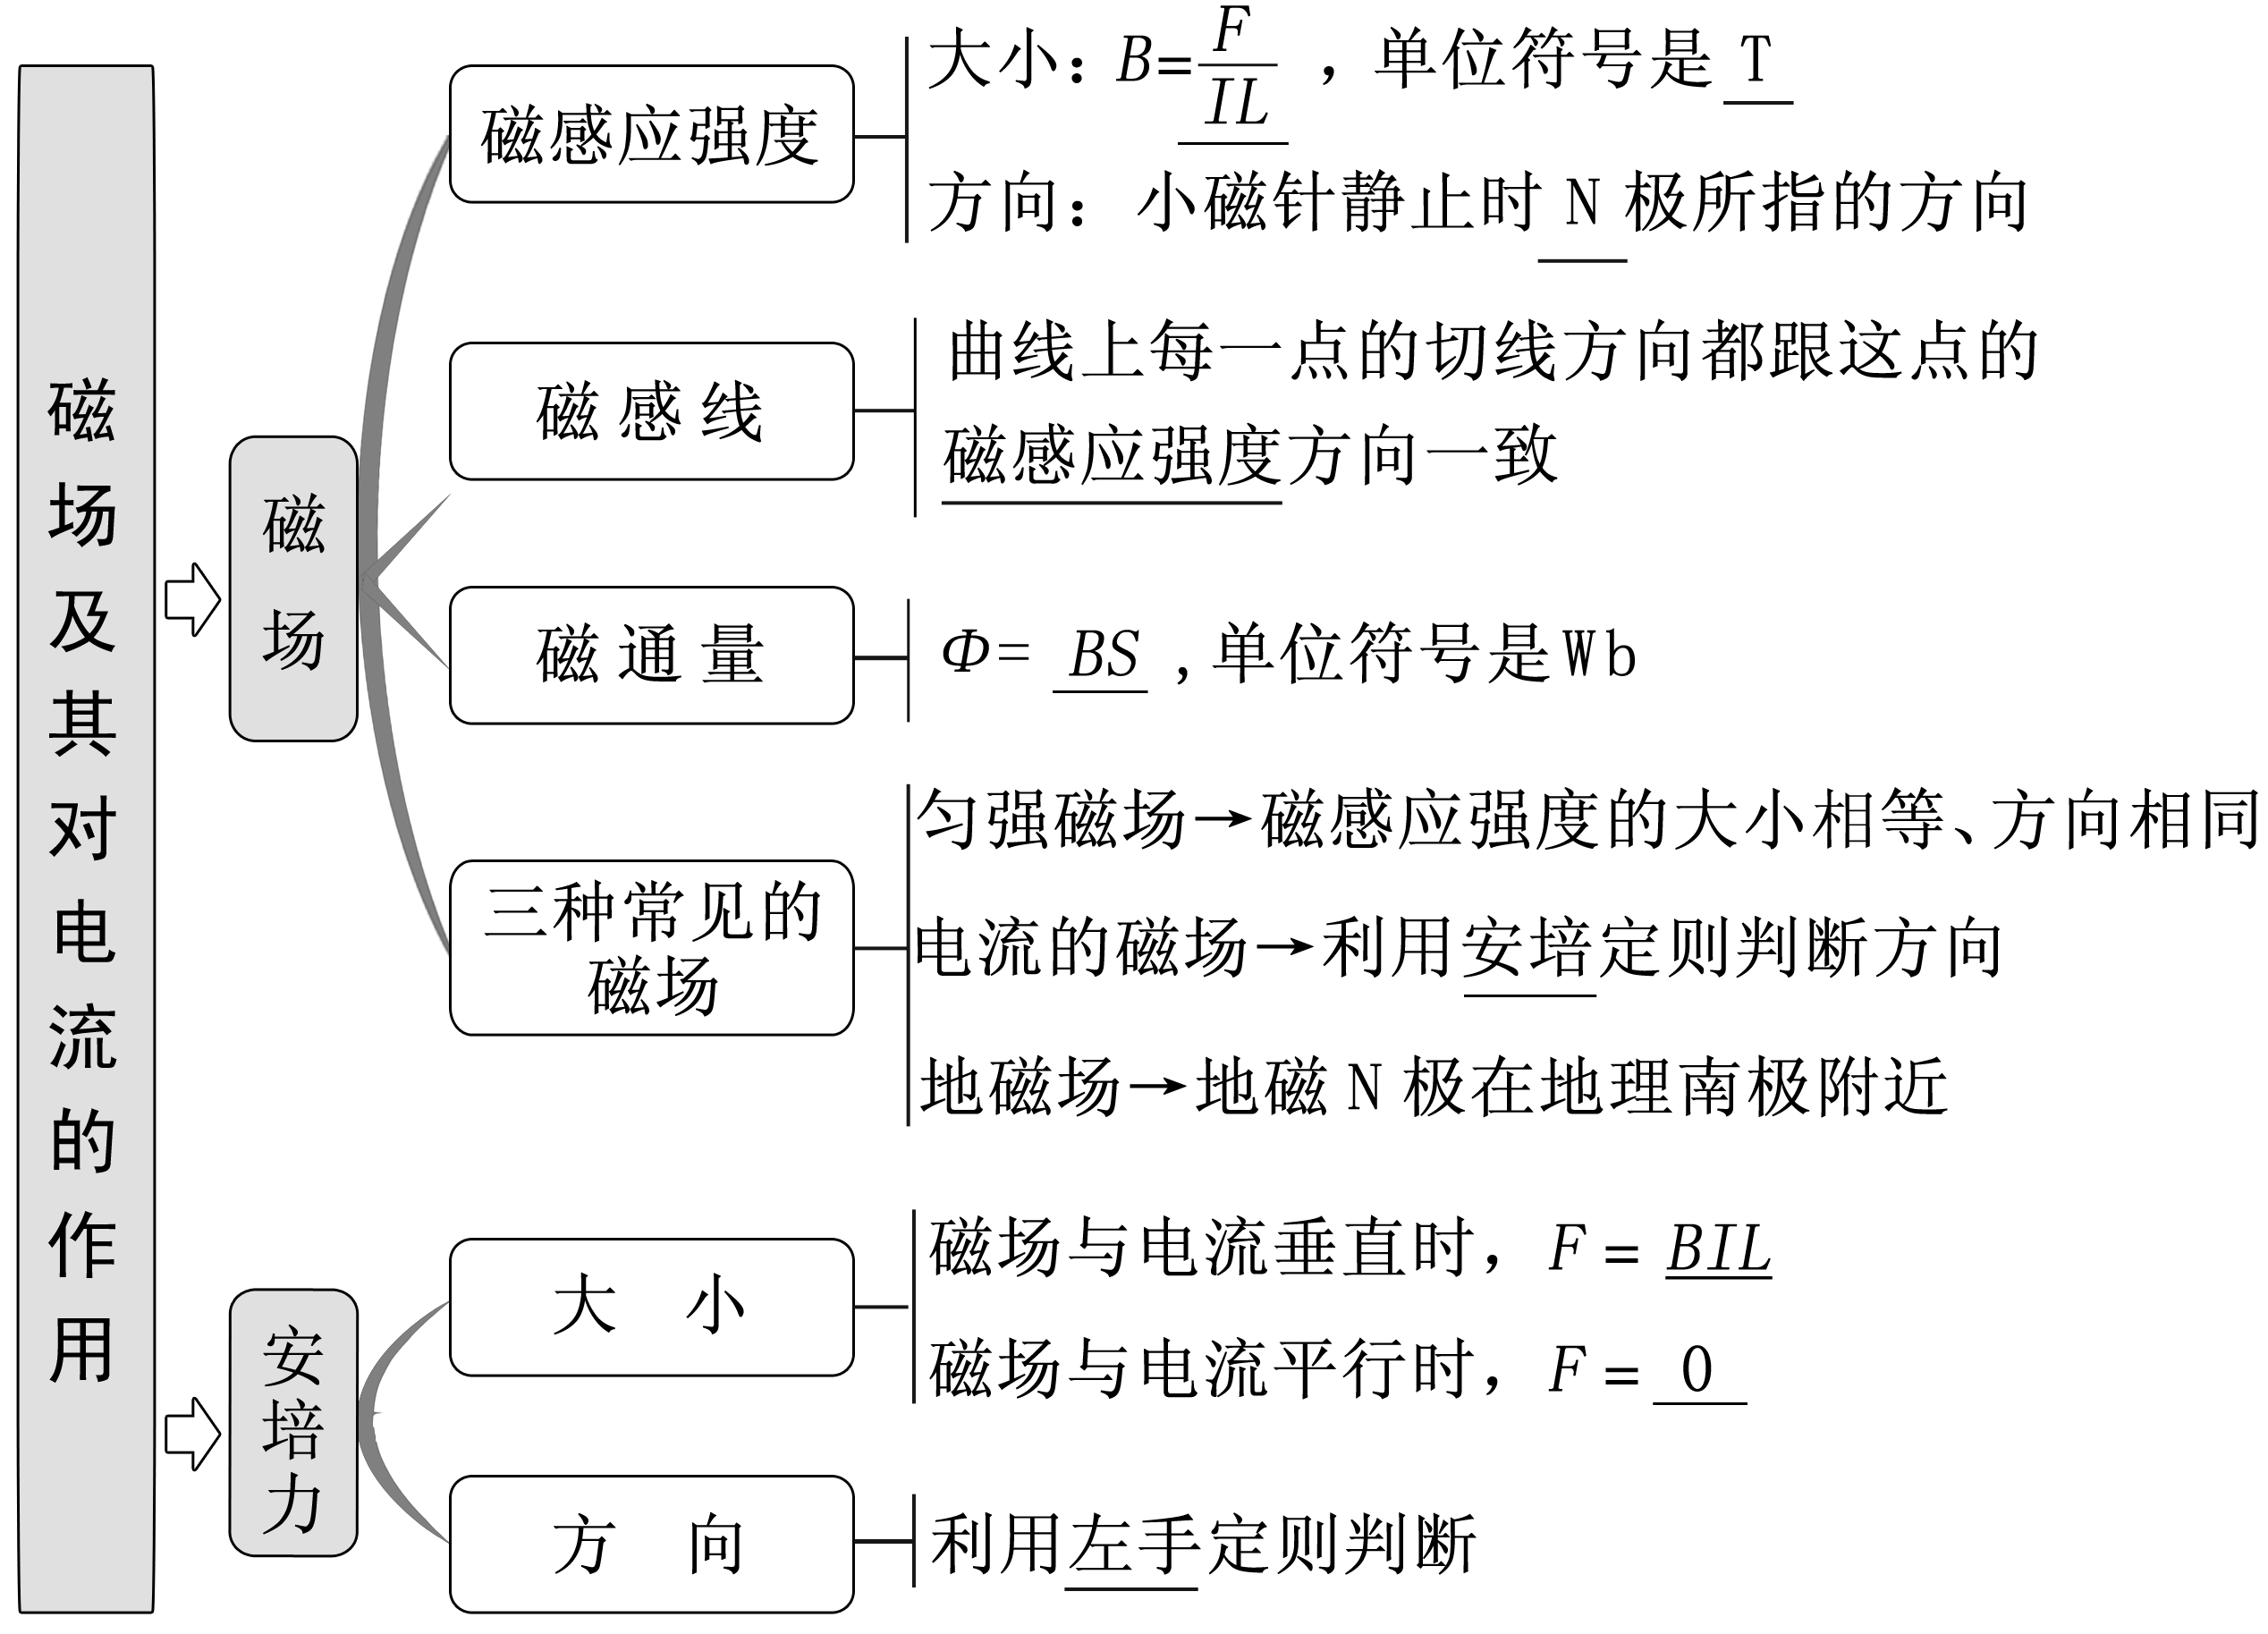 磁场及其对电流的作用
磁场
磁感应强度
大小：B=F/IL，单位符号是 T
方向：小磁针静止时 N 极所指的方向
磁感线
曲线上每一点的切线方向都跟这点的
磁感应强度方向一致
磁通量
Φ= BS ,单位符号是Wb
三种常见的
磁场
匀强磁场→磁感应强度的大小相等、方向相同
电流的磁场→利用安培定则判断方向
地磁场→地磁 N 极在地理南极附近
安培力
大小
磁场与电流垂直时，F = BIL
磁场与电流平行时，F = 0
方向
利用左手定则判断